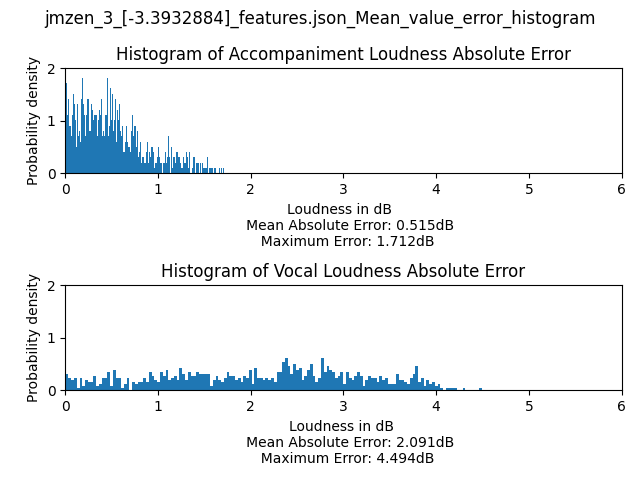 jmzen_3_[-3.3932884]_features.json_Mean_value_error_histogram
Histogram of Accompaniment Loudness Absolute Error
Probability density
2
1
0
0 1 2 3 4 5 6
Loudness in dB
Mean Absolute Error: 0.515dB
Maximum Error: 1.712dB
Histogram of Vocal Loudness Absolute Error
Probability density
2
1
0
0 1 2 3 4 5 6
Loudness in dB
Mean Absolute Error: 2.091dB
Maximum Error: 4.494dB